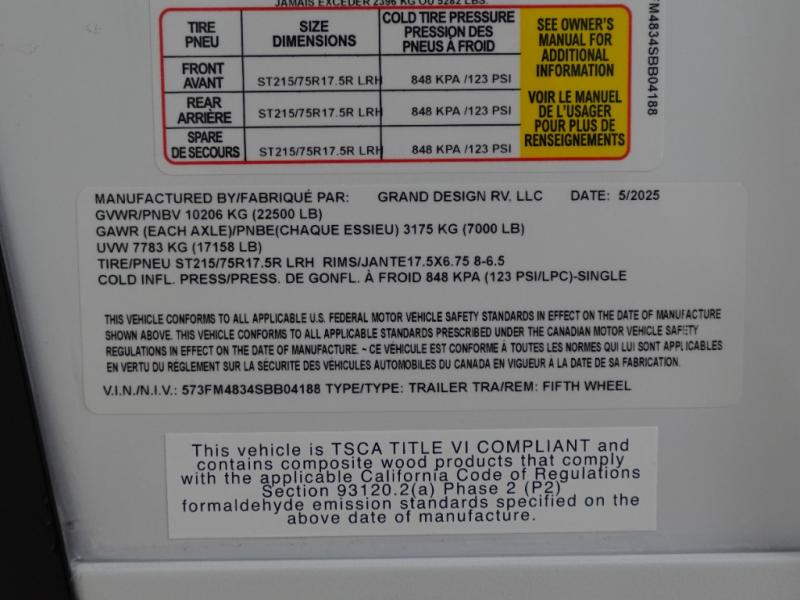 JAMAIS EXCÉDER 2396 KG OU 5282 LBS.
TIRE PNEU
SIZE DIMENSIONS
COLD TIRE PRESSURE PRESSION DES PNEUS À FROID
SEE OWNER'S
MANUAL FOR
ADDITIONAL
INFORMATION
VOIR LE MANUEL
DE L'USAGER
POUR PLUS DE
RENSEIGNEMENTS
FRONT AVANT ST215/75R17.5R LRH 848 KPA /123 PSI
REAR ARRIÈRE ST215/75R17.5R LRH 848 KPA /123 PSI
SPARE DE SECOURS ST215/75R17.5R LRH 848 KPA /123 PSI
FM4834SBB04188
MANUFACTURED BY/FABRIQUÉ PAR: GRAND DESIGN RV, LLC DATE: 5/2025
GVWR/PNBV 10206 KG (22500 LB)
GAWR (EACH AXLE)/PNBE(CHAQUE ESSIEU) 3175 KG (7000 LB)
UVW 7783 KG (17158 LB)
TIRE/PNEU ST215/75R17.5R LRH RIMS/JANTE17.5X6.75 8-6.5
COLD INFL. PRESS/PRESS. DE GONFL. À FROID 848 KPA (123 PSI/LPC)-SINGLE
THIS VEHICLE CONFORMS TO ALL APPLICABLE U.S. FEDERAL MOTOR VEHICLE SAFETY STANDARDS IN EFFECT ON THE DATE OF MANUFACTURE
SHOWN ABOVE. THIS VEHICLE CONFORMS TO ALL APPLICABLE STANDARDS PRESCRIBED UNDER THE CANADIAN MOTOR VEHICLE SAFETY
REGULATIONS IN EFFECT ON THE DATE OF MANUFACTURE. - CE VÉHICULE EST CONFORME À TOUTES LES NORMES QUI LUI SONT APPLICABLES
EN VERTU DU RÈGLEMENT SUR LA SÉCURITÉ DES VÉHICULES AUTOMOBILES DU CANADA EN VIGUEUR À LA DATE DE SA FABRICATION.
V.I.N./N.I.V.: 573FM4834SBB04188 TYPE/TYPE: TRAILER TRA/REM: FIFTH WHEEL
This vehicle is TSCA TITLE VI COMPLIANT and
contains composite wood products that comply
with the applicable California Code of Regulations
Section 93120.2(a) Phase 2 (P2)
formaldehyde emission standards specified on the
above date of manufacture.